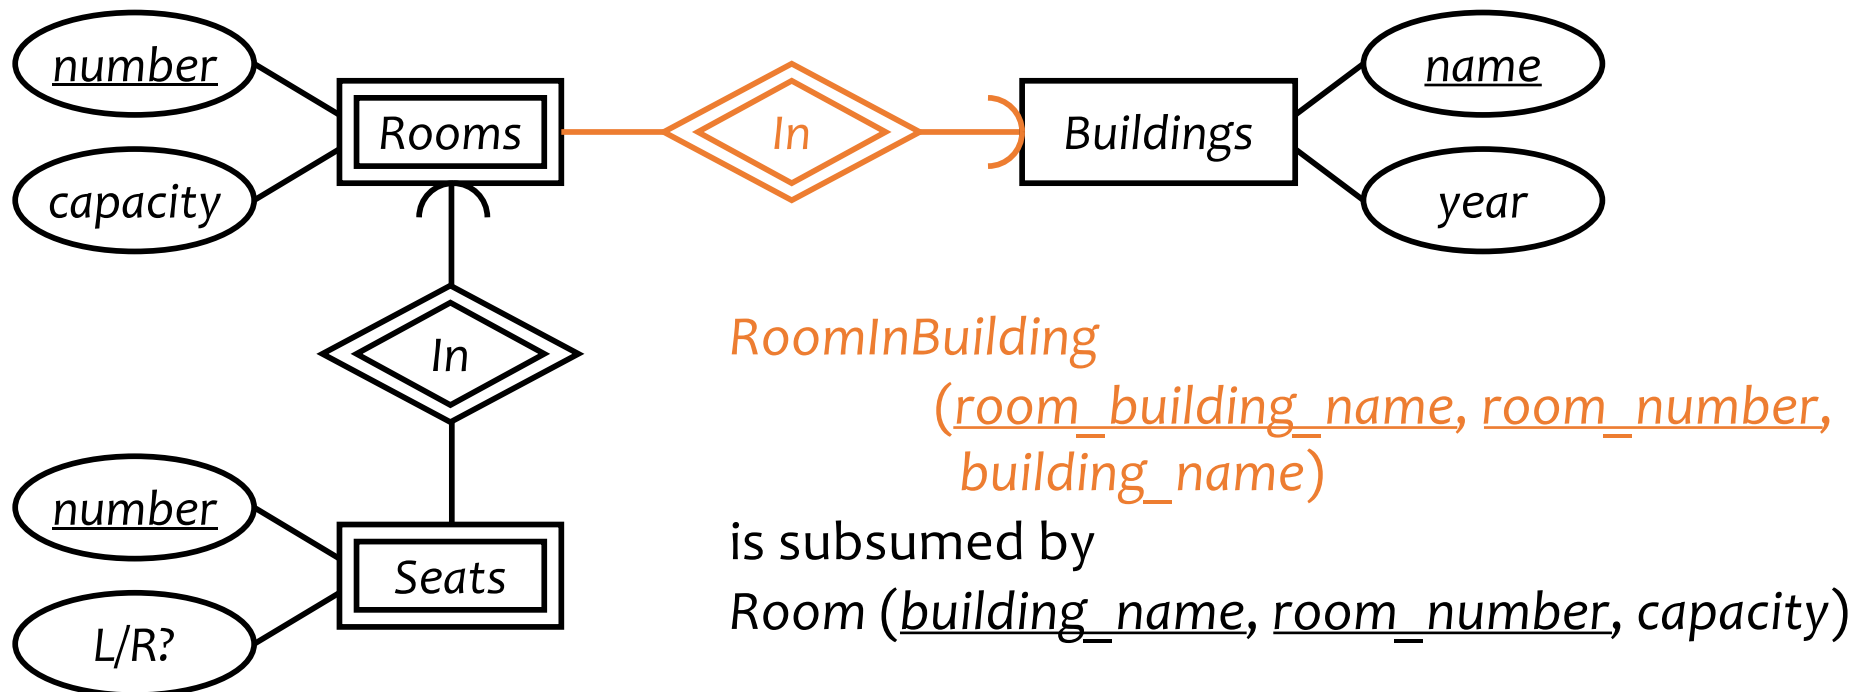 number
capacity
Rooms
In
Buildings
name
year
In
number
L/R?
Seats
RoomInBuilding
(room_building_name, room_number,
building_name)
is subsumed by
Room (building_name, room_number, capacity)